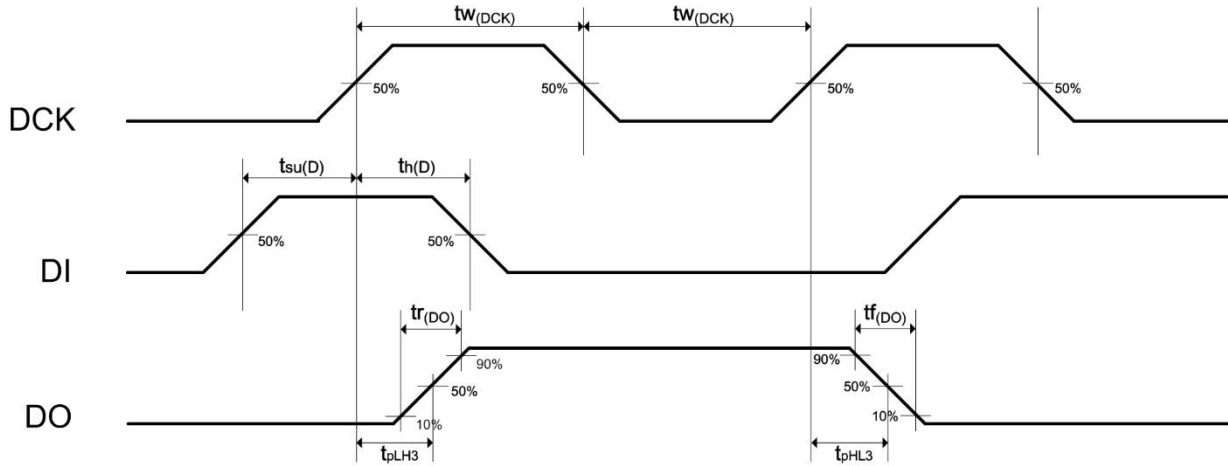 tw(DCK) tw(DCK)
50% 50% 50% 50%
DCK
tsu(D) th(D)
50% 50%
DI
tr(DO) tf(DO)
90% 90%
50% 50%
10% 10%
DO
tpLH3 tpHL3